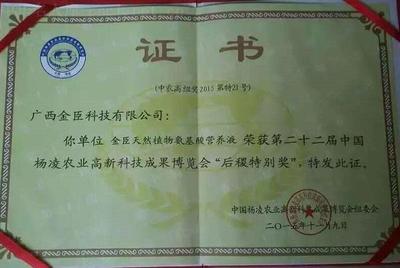 证书
(中农高组奖2015第特21号)
广西金臣科技有限公司:
你单位 金臣天然植物氨基酸营养液 荣获第二十二届中国
杨凌农业高新科技成果博览会“后稷特别奖”,特发此证。
中国杨凌农业高新科技成果博览会组委会
二〇一五年十一月九日